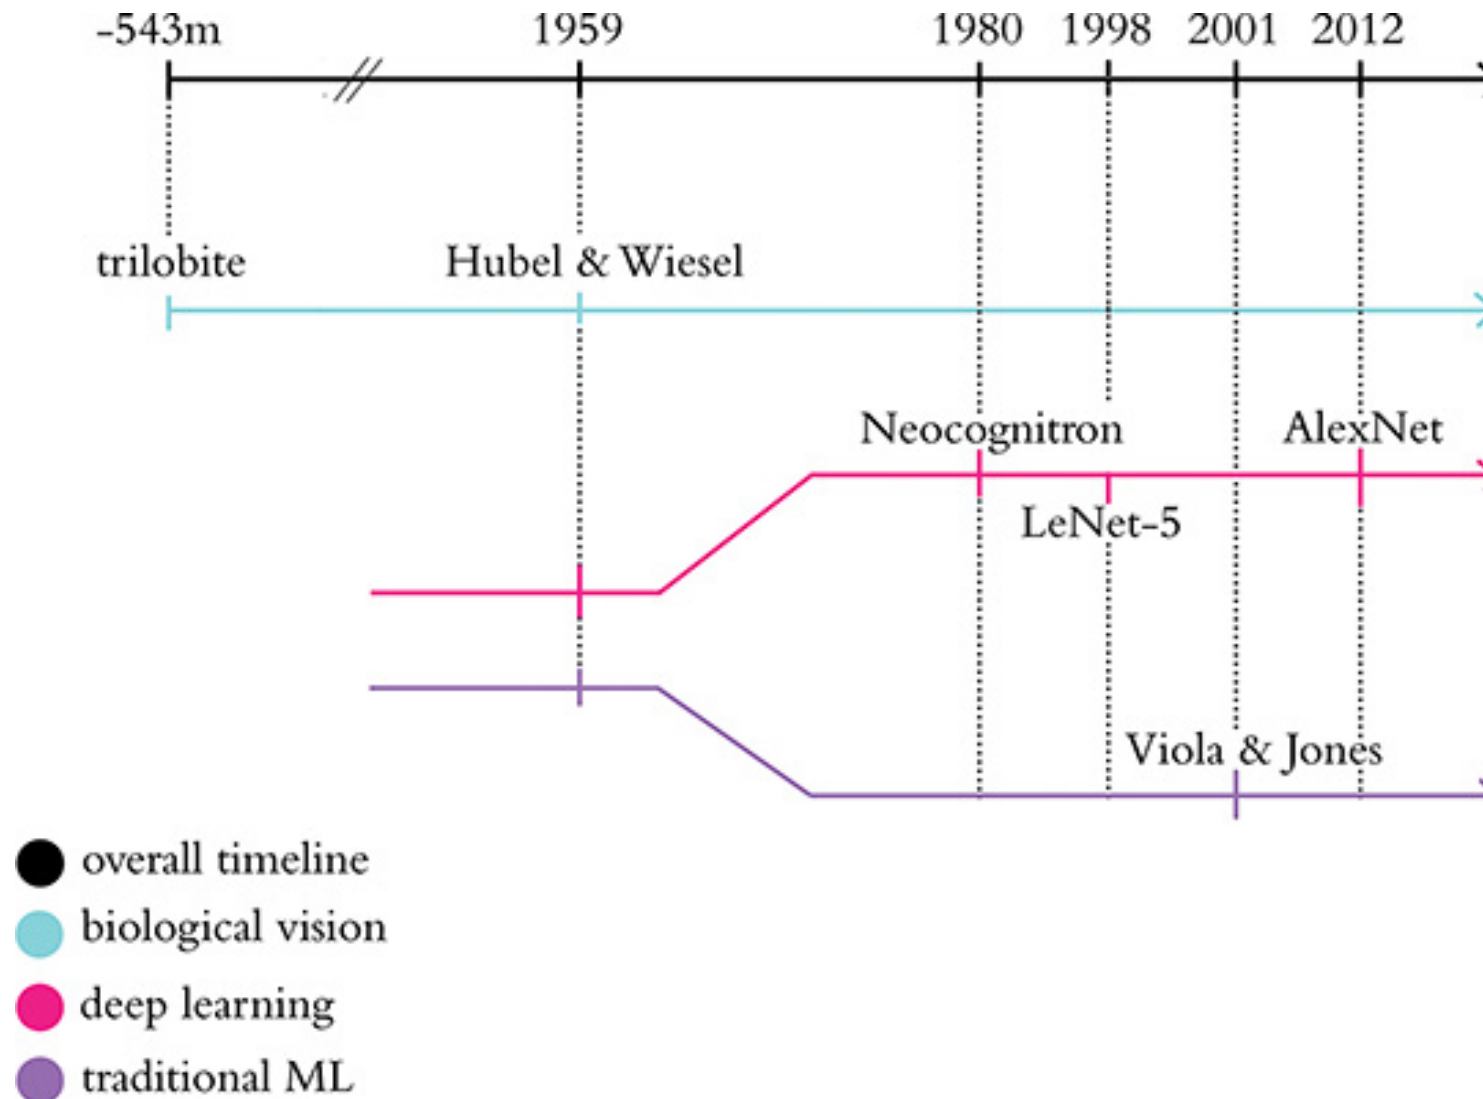 -543m 1959 1980 1998 2001 2012
trilobite Hubel & Wiesel
Neocognitron AlexNet
LeNet-5
Viola & Jones
overall timeline
biological vision
deep learning
traditional ML